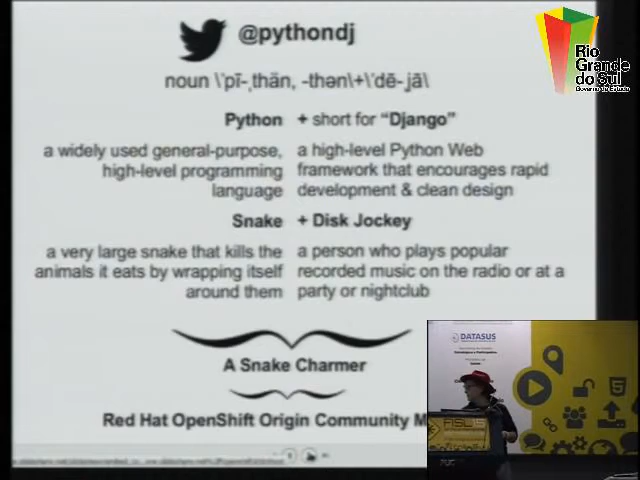 @pythondj
noun \'pī-ˌthän, -thən\+\'dē-jā\
Python + short for “Django”
a widely used general-purpose, high-level programming language
a high-level Python Web framework that encourages rapid development & clean design
Snake + Disk Jockey
a very large snake that kills the animals it eats by wrapping itself around them
a person who plays popular recorded music on the radio or at a party or nightclub
A Snake Charmer
Red Hat OpenShift Origin Community M
Rio
Grande
do Sul
Governo do Estado
DATASUS
FISL15